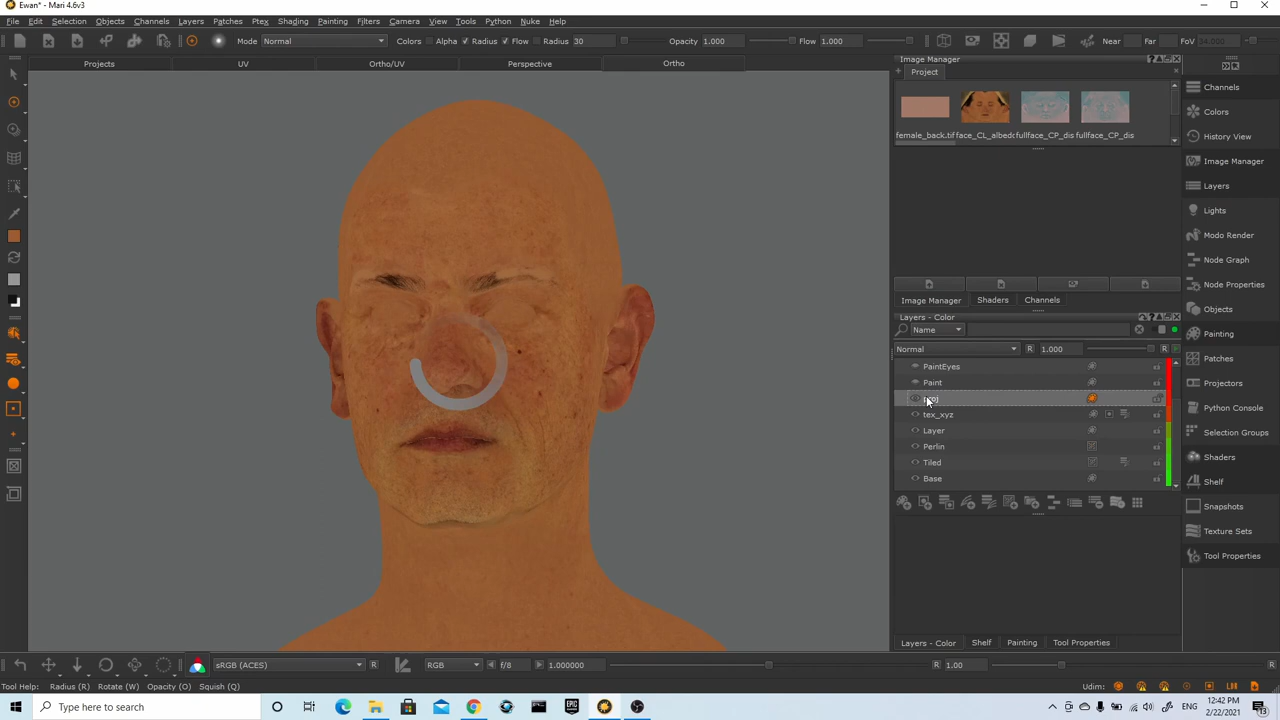 Ewan* - Mari 4.6v3
File Edit Selection Objects Channels Layers Patches Ptex Shading Painting Filters Camera View Tools Python Nuke Help
Mode Normal Colors Alpha Radius Flow Radius 30 Opacity 1.000 Flow 1.000 Near Far FoV 34.000
Projects UV Ortho/UV Perspective Ortho
Image Manager
Project
female_back.tif face_CL_albedo fullface_CP_dis fullface_CP_dis
Image Manager Shaders Channels
Layers - Color
Name
Normal R 1.000 R
PaintEyes
Paint
proj
tex_xyz
Layer
Perlin
Tiled
Base
Layers - Color Shelf Painting Tool Properties
Channels
Colors
History View
Image Manager
Layers
Lights
Modo Render
Node Graph
Node Properties
Objects
Painting
Patches
Projectors
Python Console
Selection Groups
Shaders
Shelf
Snapshots
Texture Sets
Tool Properties
sRGB (ACES) R RGB f/8 1.000000 R 1.00
Tool Help: Radius (R) Rotate (W) Opacity (O) Squish (Q) Udim:
Type here to search
12:42 PM
2/22/2021